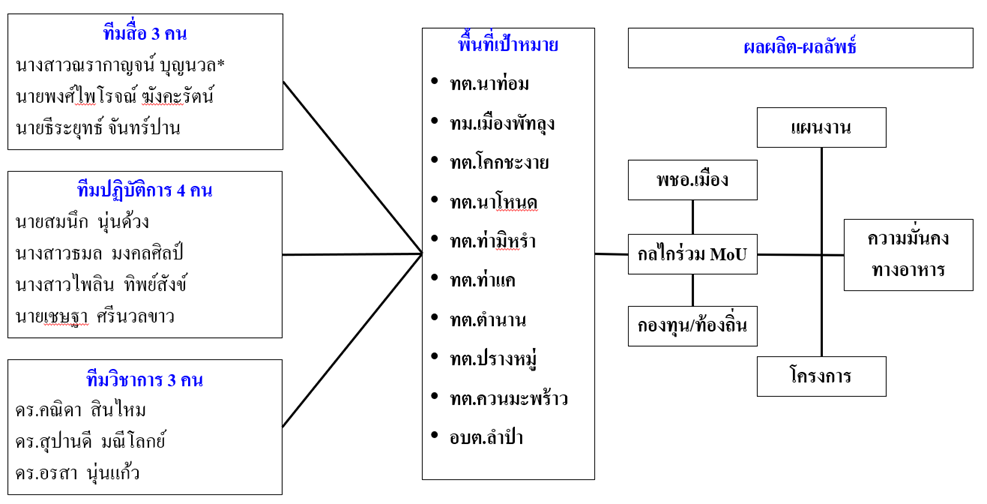 ทีมสื่อ 3 คน
นางสาวณรากาญจน์ บุญนวล*
นายพงศ์ไพโรจณ์ ฆังคะรัตน์
นายธีระยุทธ์ จันทร์ปาน
ทีมปฏิบัติการ 4 คน
นายสมนึก นุ่นด้วง
นางสาวธมล มงคลศิลป์
นางสาวไพลิน ทิพย์สังข์
นายเชษฐา ศรีนวลขาว
ทีมวิชาการ 3 คน
ดร.คณิดา สินไหม
ดร.สุปานดี มณีโลกย์
ดร.อรสา นุ่นแก้ว
พื้นที่เป้าหมาย
• ทต.นาท่อม
• ทม.เมืองพัทลุง
• ทต.โคกชะงาย
• ทต.นาโหนด
• ทต.ท่ามิหรำ
• ทต.ท่าแค
• ทต.ตำนาน
• ทต.ปรางหมู่
• ทต.ควนมะพร้าว
• อบต.ลำปำ
ผลผลิต-ผลลัพธ์
แผนงาน
พชอ.เมือง
กลไกร่วม MoU
ความมั่นคง
ทางอาหาร
กองทุน/ท้องถิ่น
โครงการ